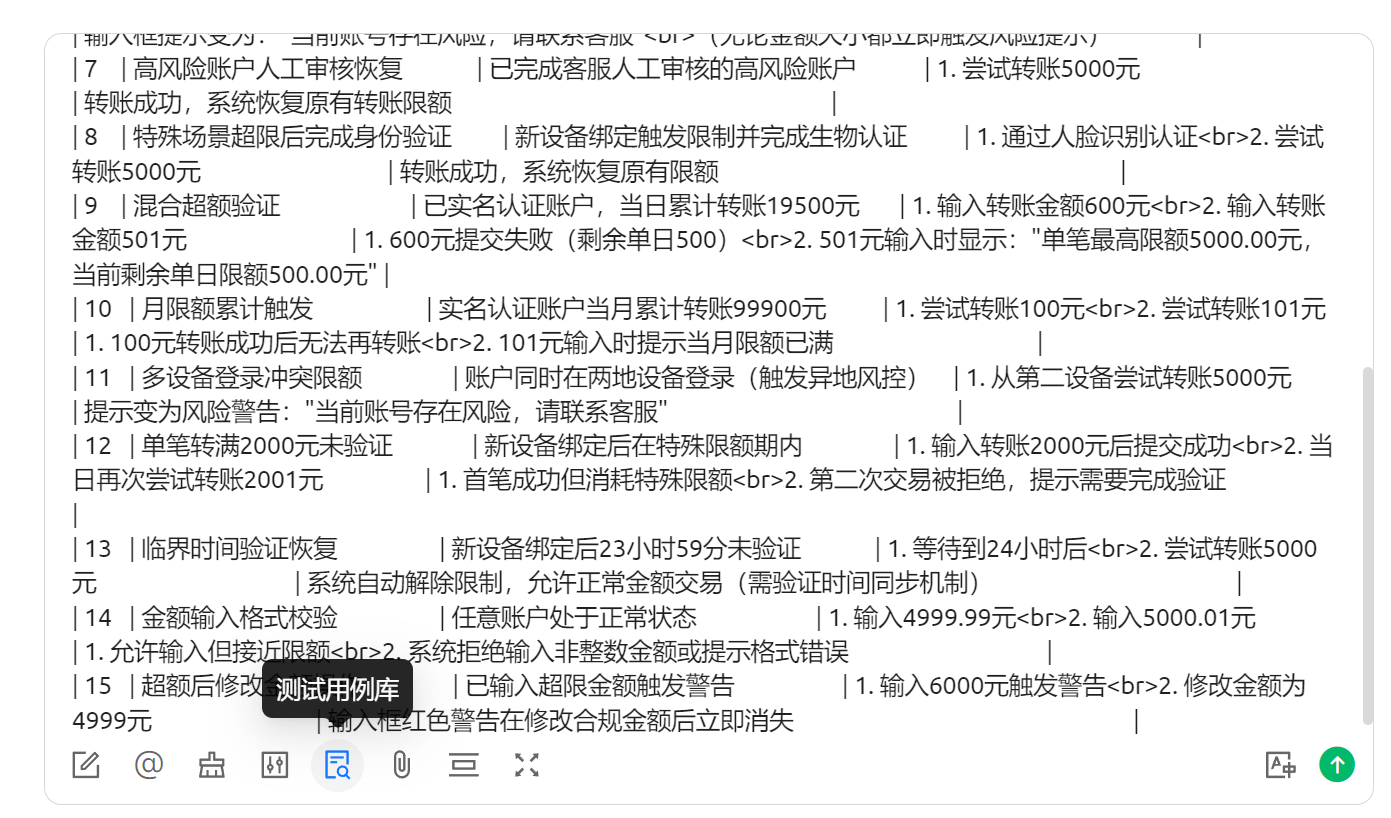 | 输入框提示变为："当前账号存在风险，请联系客服"<br>（无论金额大小都立即触发风险提示） |
| 7 | 高风险账户人工审核恢复 | 已完成客服人工审核的高风险账户 | 1. 尝试转账5000元
| 转账成功，系统恢复原有转账限额 |
| 8 | 特殊场景超限后完成身份验证 | 新设备绑定触发限制并完成生物认证 | 1. 通过人脸识别认证<br>2. 尝试
转账5000元 | 转账成功，系统恢复原有限额 |
| 9 | 混合超额验证 | 已实名认证账户，当日累计转账19500元 | 1. 输入转账金额600元<br>2. 输入转账
金额501元 | 1. 600元提交失败（剩余单日500）<br>2. 501元输入时显示："单笔最高限额5000.00元，
当前剩余单日限额500.00元" |
| 10 | 月限额累计触发 | 实名认证账户当月累计转账99900元 | 1. 尝试转账100元<br>2. 尝试转账101元
| 1. 100元转账成功后无法再转账<br>2. 101元输入时提示当月限额已满 |
| 11 | 多设备登录冲突限额 | 账户同时在两地设备登录（触发异地风控） | 1. 从第二设备尝试转账5000元
| 提示变为风险警告："当前账号存在风险，请联系客服" |
| 12 | 单笔转满2000元未验证 | 新设备绑定后在特殊限额期内 | 1. 输入转账2000元后提交成功<br>2. 当
日再次尝试转账2001元 | 1. 首笔成功但消耗特殊限额<br>2. 第二次交易被拒绝，提示需要完成验证
|
| 13 | 临界时间验证恢复 | 新设备绑定后23小时59分未验证 | 1. 等待到24小时后<br>2. 尝试转账5000
元 | 系统自动解除限制，允许正常金额交易（需验证时间同步机制） |
| 14 | 金额输入格式校验 | 任意账户处于正常状态 | 1. 输入4999.99元<br>2. 输入5000.01元
| 1. 允许输入但接近限额<br>2. 系统拒绝输入非整数金额或提示格式错误 |
| 15 | 超额后修改金 | 已输入超限金额触发警告 | 1. 输入6000元触发警告<br>2. 修改金额为
测试用例库
4999元 | 输入框红色警告在修改合规金额后立即消失 |